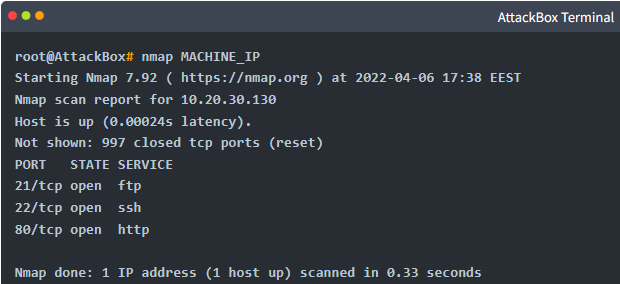 AttackBox Terminal
root@AttackBox# nmap MACHINE_IP
Starting Nmap 7.92 ( https://nmap.org ) at 2022-04-06 17:38 EEST
Nmap scan report for 10.20.30.130
Host is up (0.00024s latency).
Not shown: 997 closed tcp ports (reset)
PORT   STATE SERVICE
21/tcp open  ftp
22/tcp open  ssh
80/tcp open  http
Nmap done: 1 IP address (1 host up) scanned in 0.33 seconds